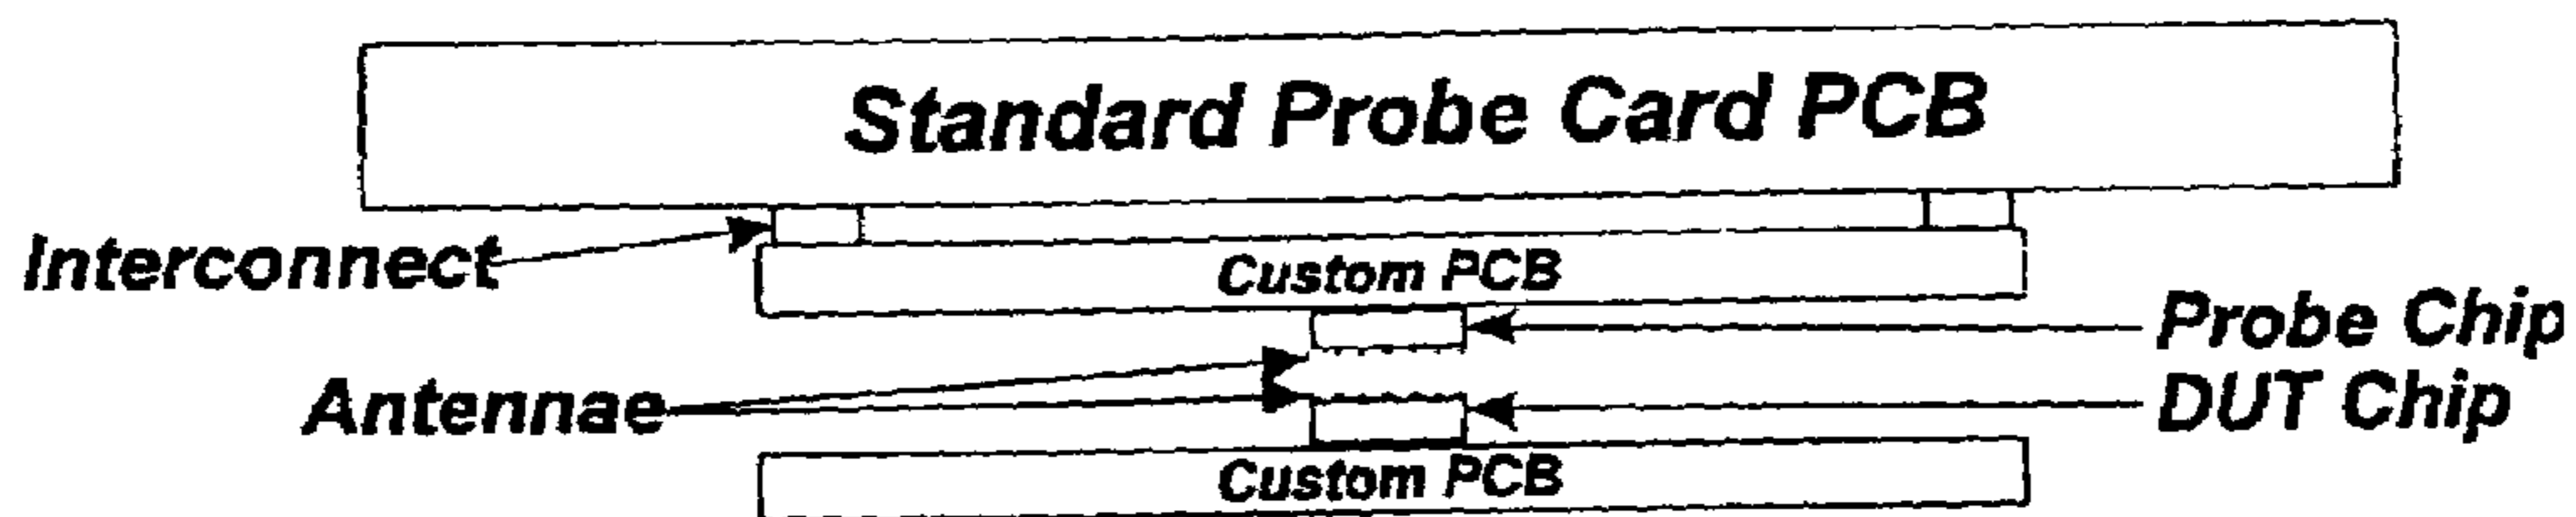 Standard Probe Card PCB
Interconnect
Custom PCB
Probe Chip
Antennae
DUT Chip
Custom PCB